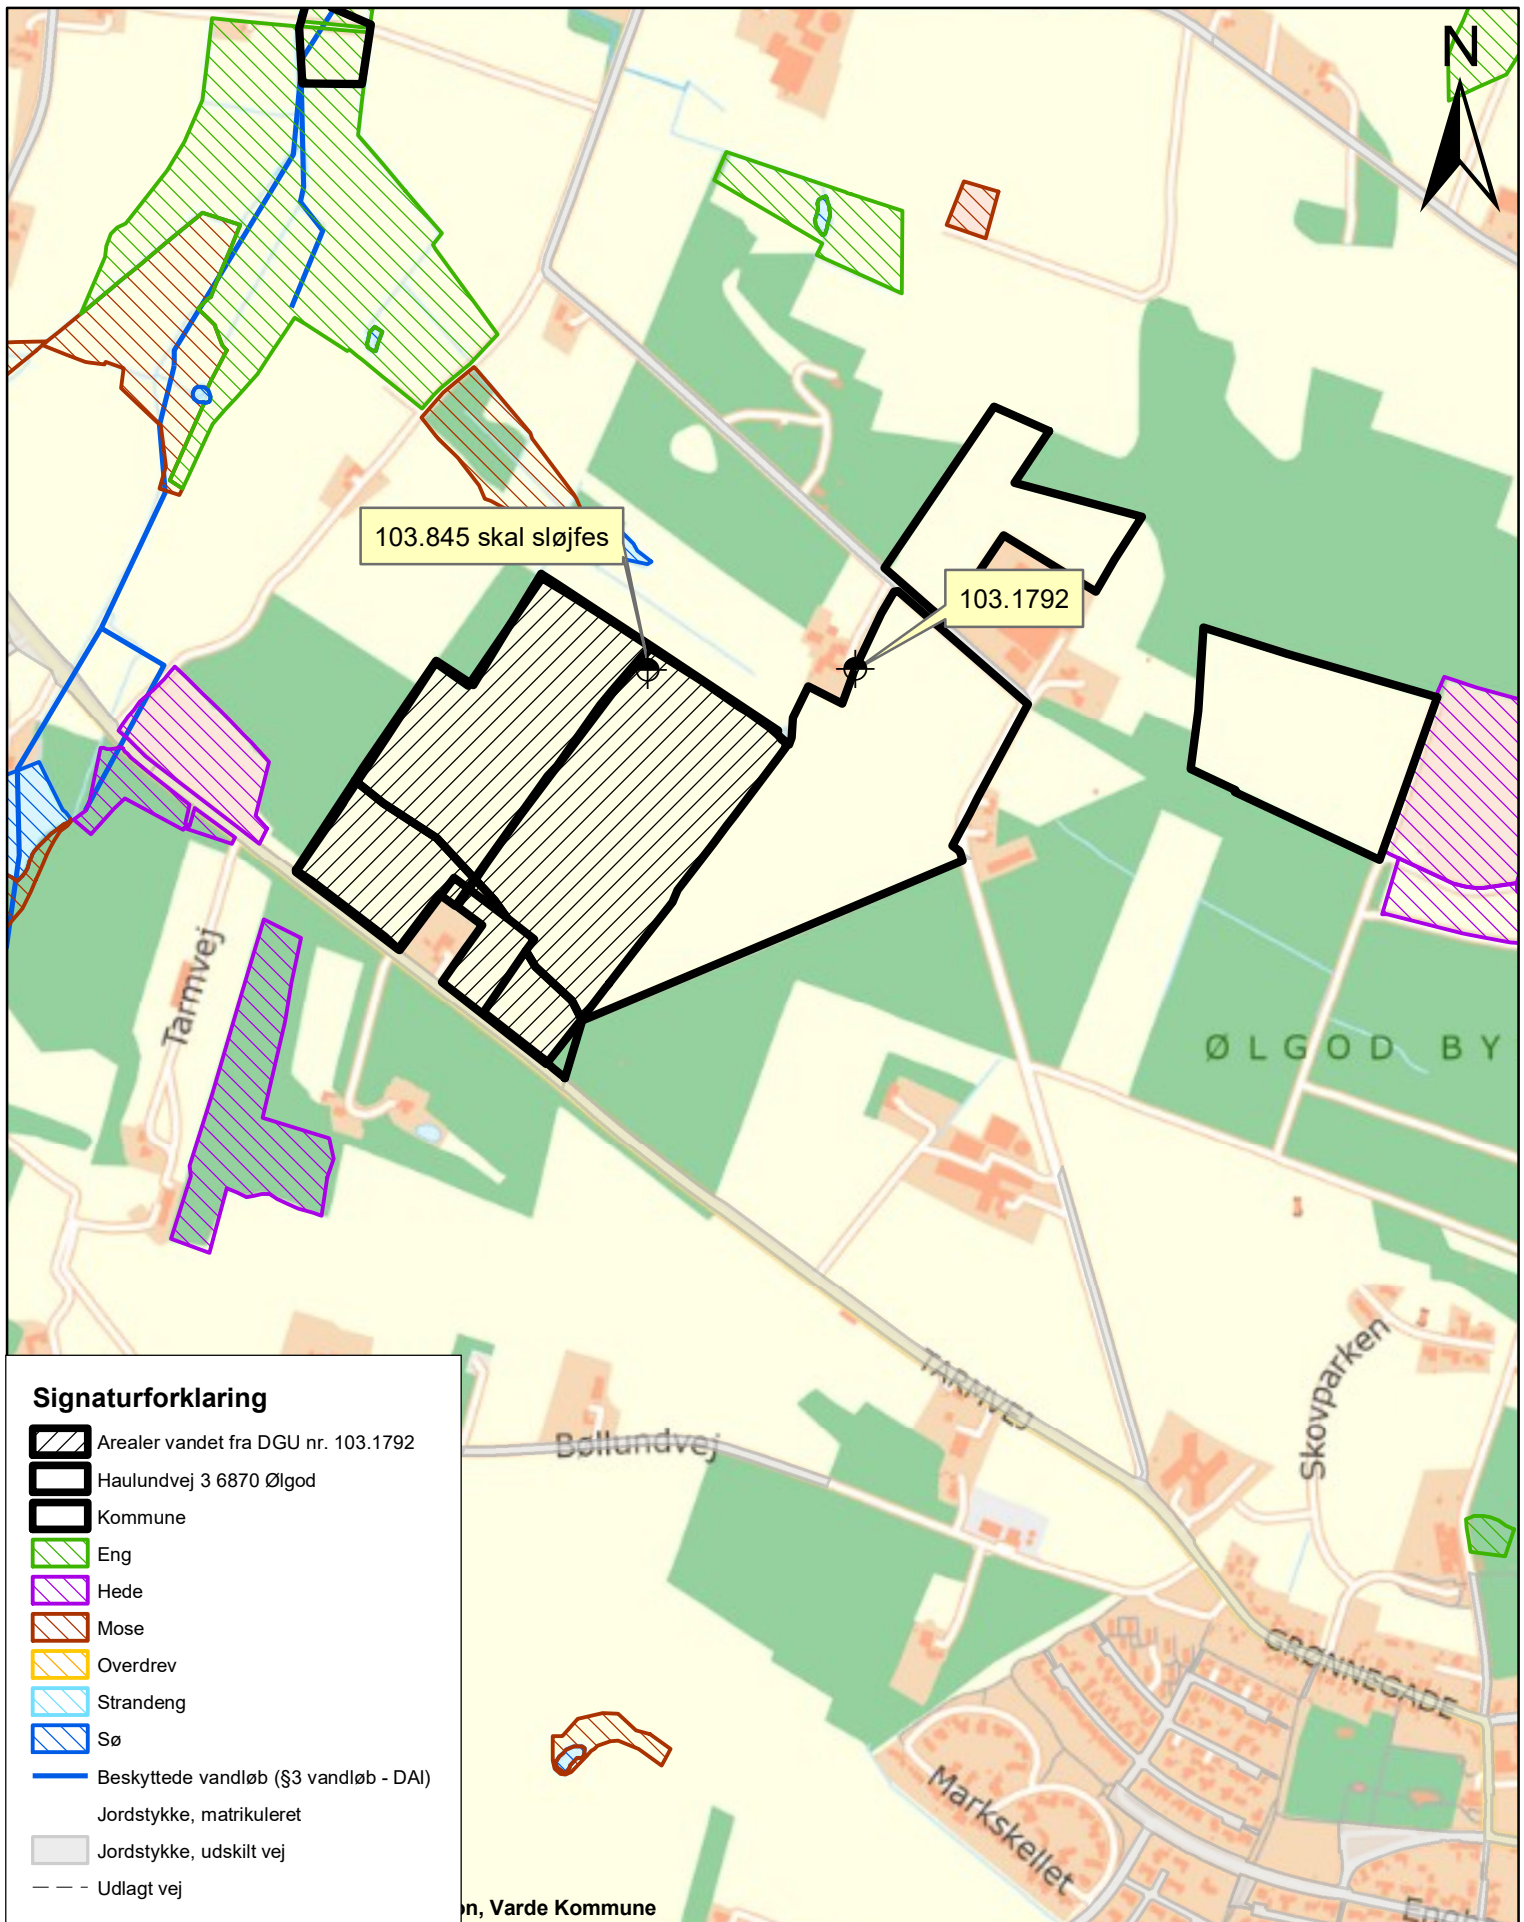 N
103.845 skal sløjfes
103.1792
Tarmvej
ØLGOD BY
Skovparken
TARMVEJ
Bøllundvej
GRØNNEGADE
Markskellet
Signaturforklaring
Arealer vandet fra DGU nr. 103.1792
Haulundvej 3 6870 Ølgod
Kommune
Eng
Hede
Mose
Overdrev
Strandeng
Sø
Beskyttede vandløb (§3 vandløb - DAI)
Jordstykke, matrikuleret
Jordstykke, udskilt vej
Udlagt vej
on, Varde Kommune